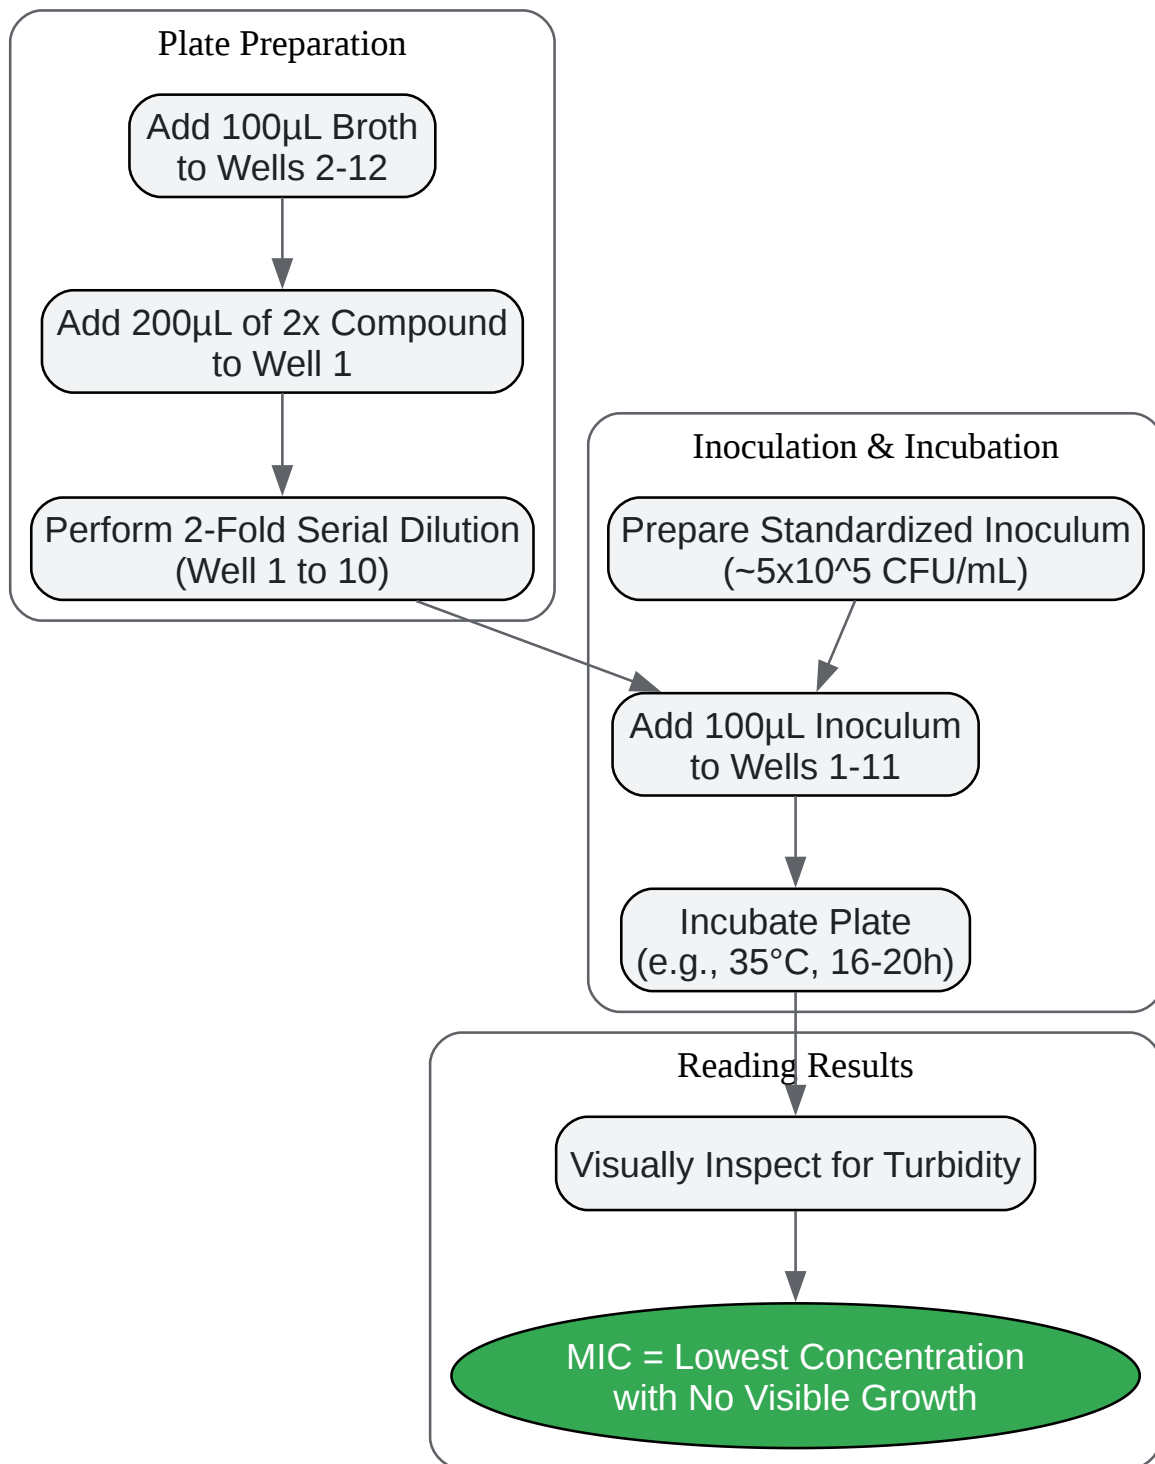 Plate Preparation
Add 100µL Broth
to Wells 2-12
Add 200µL of 2x Compound
to Well 1
Perform 2-Fold Serial Dilution
(Well 1 to 10)
Inoculation & Incubation
Prepare Standardized Inoculum
(~5x10^5 CFU/mL)
Add 100µL Inoculum
to Wells 1-11
Incubate Plate
(e.g., 35°C, 16-20h)
Reading Results
Visually Inspect for Turbidity
MIC = Lowest Concentration
with No Visible Growth